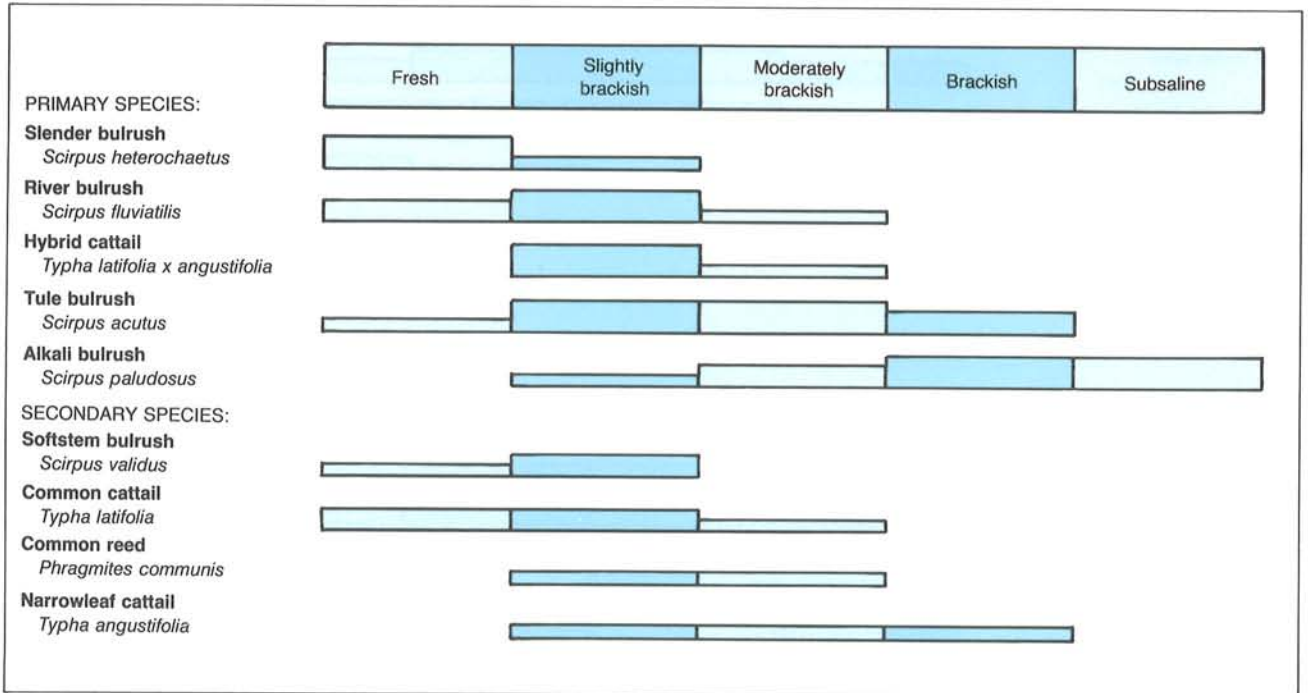 Fresh
Slightly
brackish
Moderately
brackish
Brackish
Subsaline
PRIMARY SPECIES:
Slender bulrush
Scirpus heterochaetus
River bulrush
Scirpus fluviatilis
Hybrid cattail
Typha latifolia x angustifolia
Tule bulrush
Scirpus acutus
Alkali bulrush
Scirpus paludosus
SECONDARY SPECIES:
Softstem bulrush
Scirpus validus
Common cattail
Typha latifolia
Common reed
Phragmites communis
Narrowleaf cattail
Typha angustifolia